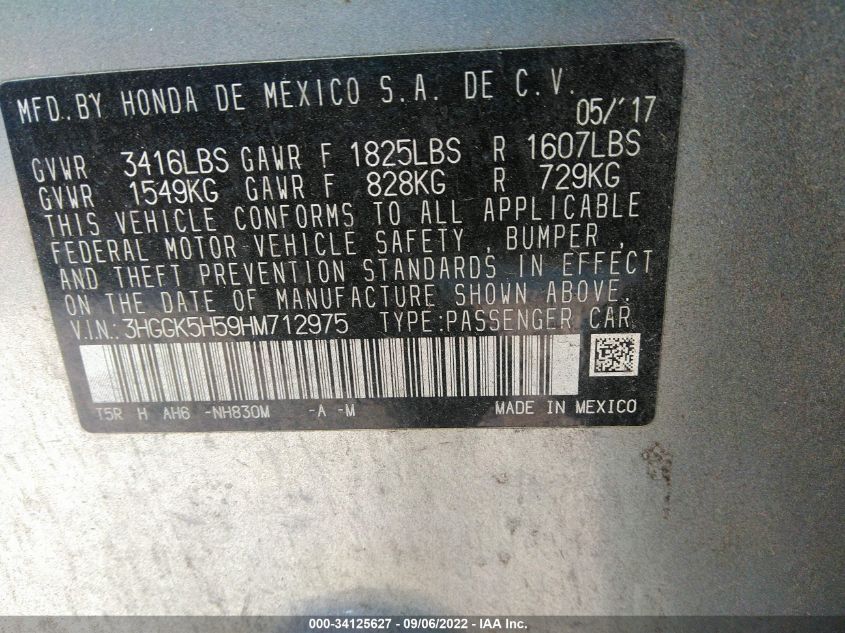 MFD. BY HONDA DE MEXICO S.A. DE C.V.
05/'17
GVWR 3416LBS GAWR F 1825LBS R 1607LBS
GVWR 1549KG GAWR F 828KG R 729KG
THIS VEHICLE CONFORMS TO ALL APPLICABLE
FEDERAL MOTOR VEHICLE SAFETY , BUMPER ,
AND THEFT PREVENTION STANDARDS IN EFFECT
ON THE DATE OF MANUFACTURE SHOWN ABOVE.
V.I.N.: 3HGGK5H59HM712975 TYPE:PASSENGER CAR
T5R H AH6 -NH830M -A -M MADE IN MEXICO
000-34125627 - 09/06/2022 - IAA Inc.